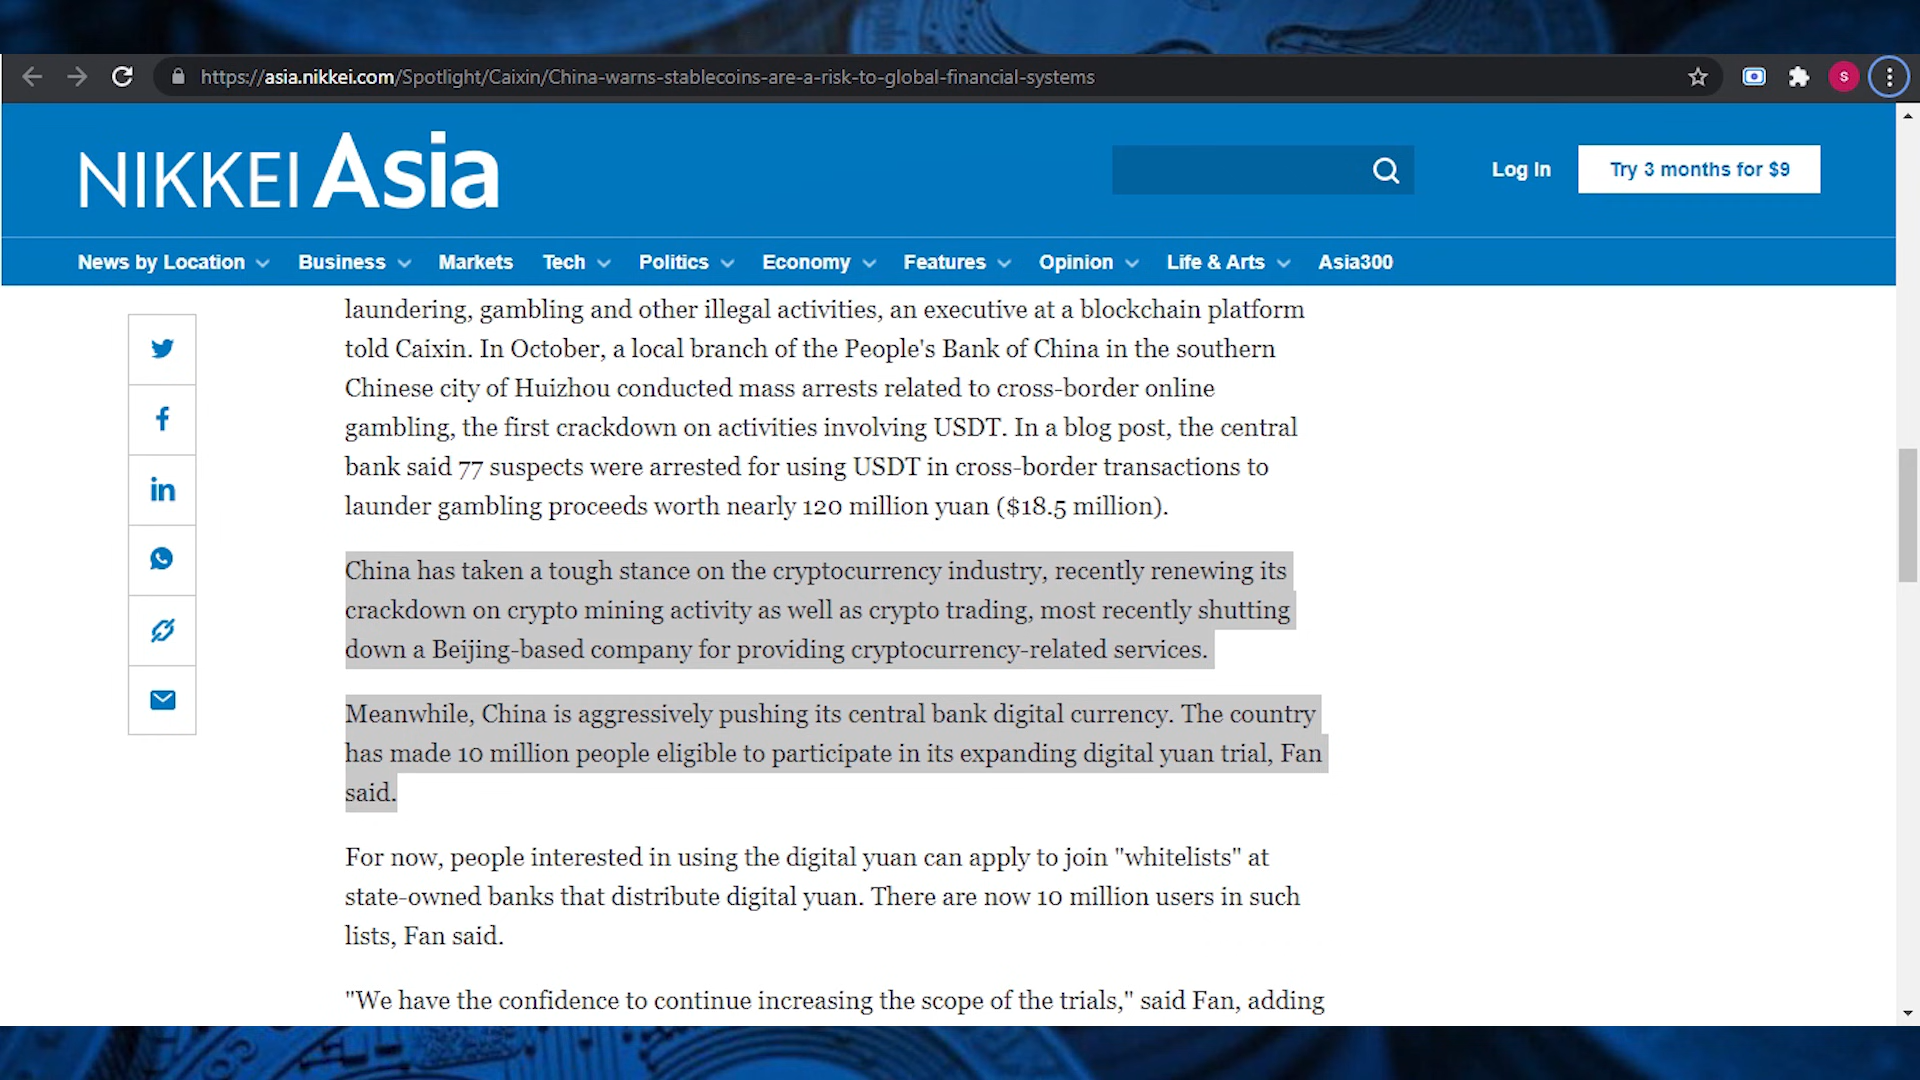 https://asia.nikkei.com/Spotlight/Caixin/China-warns-stablecoins-are-a-risk-to-global-financial-systems
S
NIKKEI Asia
Log In
Try 3 months for $9
News by Location
Business
Markets
Tech
Politics
Economy
Features
Opinion
Life & Arts
Asia300
laundering, gambling and other illegal activities, an executive at a blockchain platform
told Caixin. In October, a local branch of the People's Bank of China in the southern
Chinese city of Huizhou conducted mass arrests related to cross-border online
gambling, the first crackdown on activities involving USDT. In a blog post, the central
bank said 77 suspects were arrested for using USDT in cross-border transactions to
launder gambling proceeds worth nearly 120 million yuan ($18.5 million).
China has taken a tough stance on the cryptocurrency industry, recently renewing its
crackdown on crypto mining activity as well as crypto trading, most recently shutting
down a Beijing-based company for providing cryptocurrency-related services.
Meanwhile, China is aggressively pushing its central bank digital currency. The country
has made 10 million people eligible to participate in its expanding digital yuan trial, Fan
said.
For now, people interested in using the digital yuan can apply to join "whitelists" at
state-owned banks that distribute digital yuan. There are now 10 million users in such
lists, Fan said.
"We have the confidence to continue increasing the scope of the trials," said Fan, adding